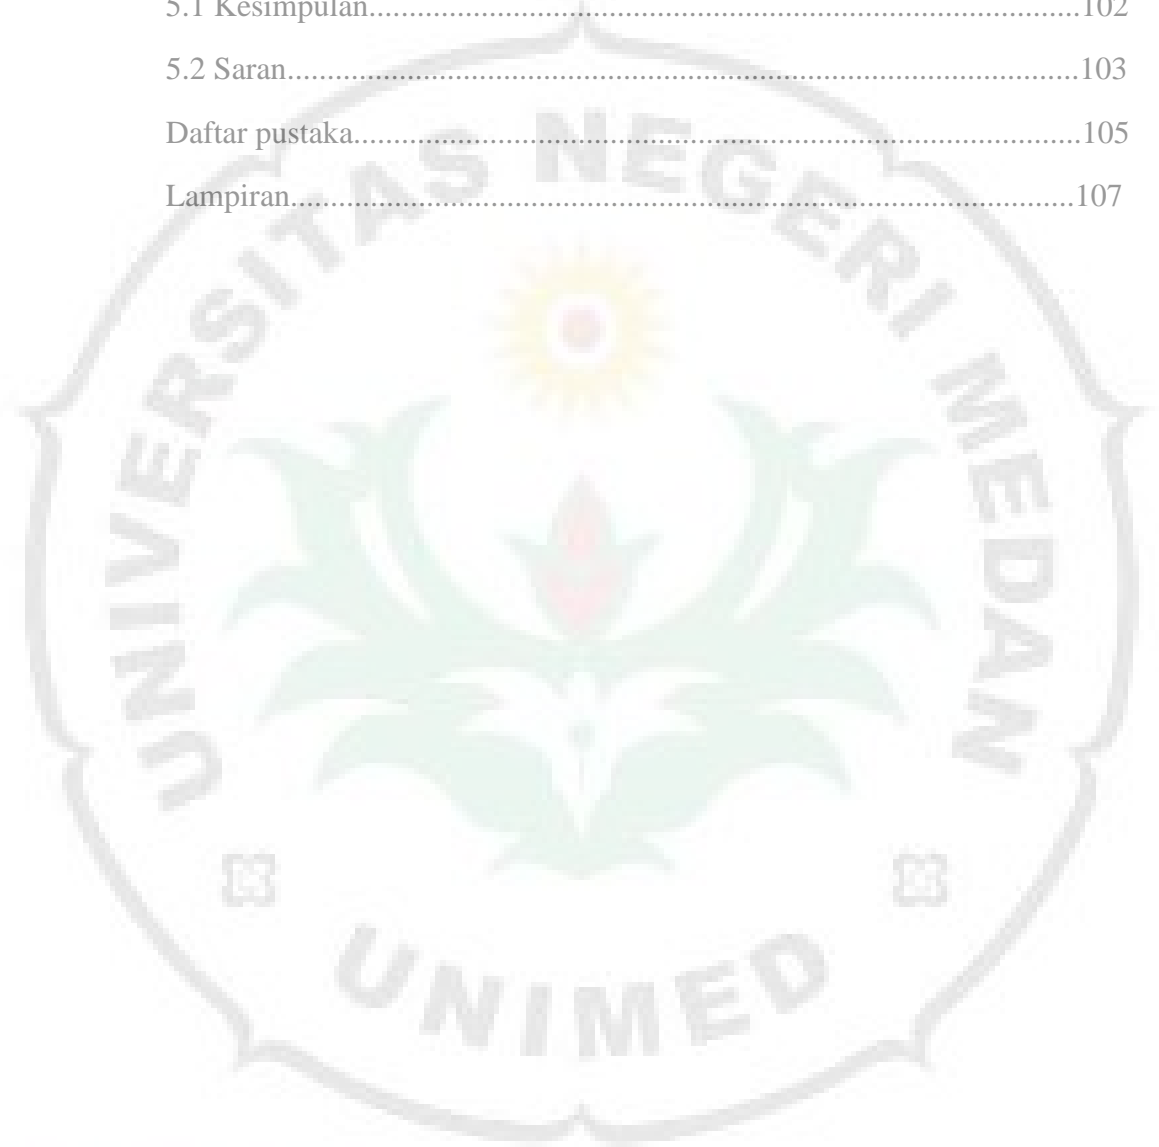 5.1 Kesimpulan........................................................................................102
5.2 Saran..................................................................................................103
Daftar pustaka..........................................................................................105
Lampiran.................................................................................................107
UNIVERSITAS NEGERI MEDAN
UNIMED